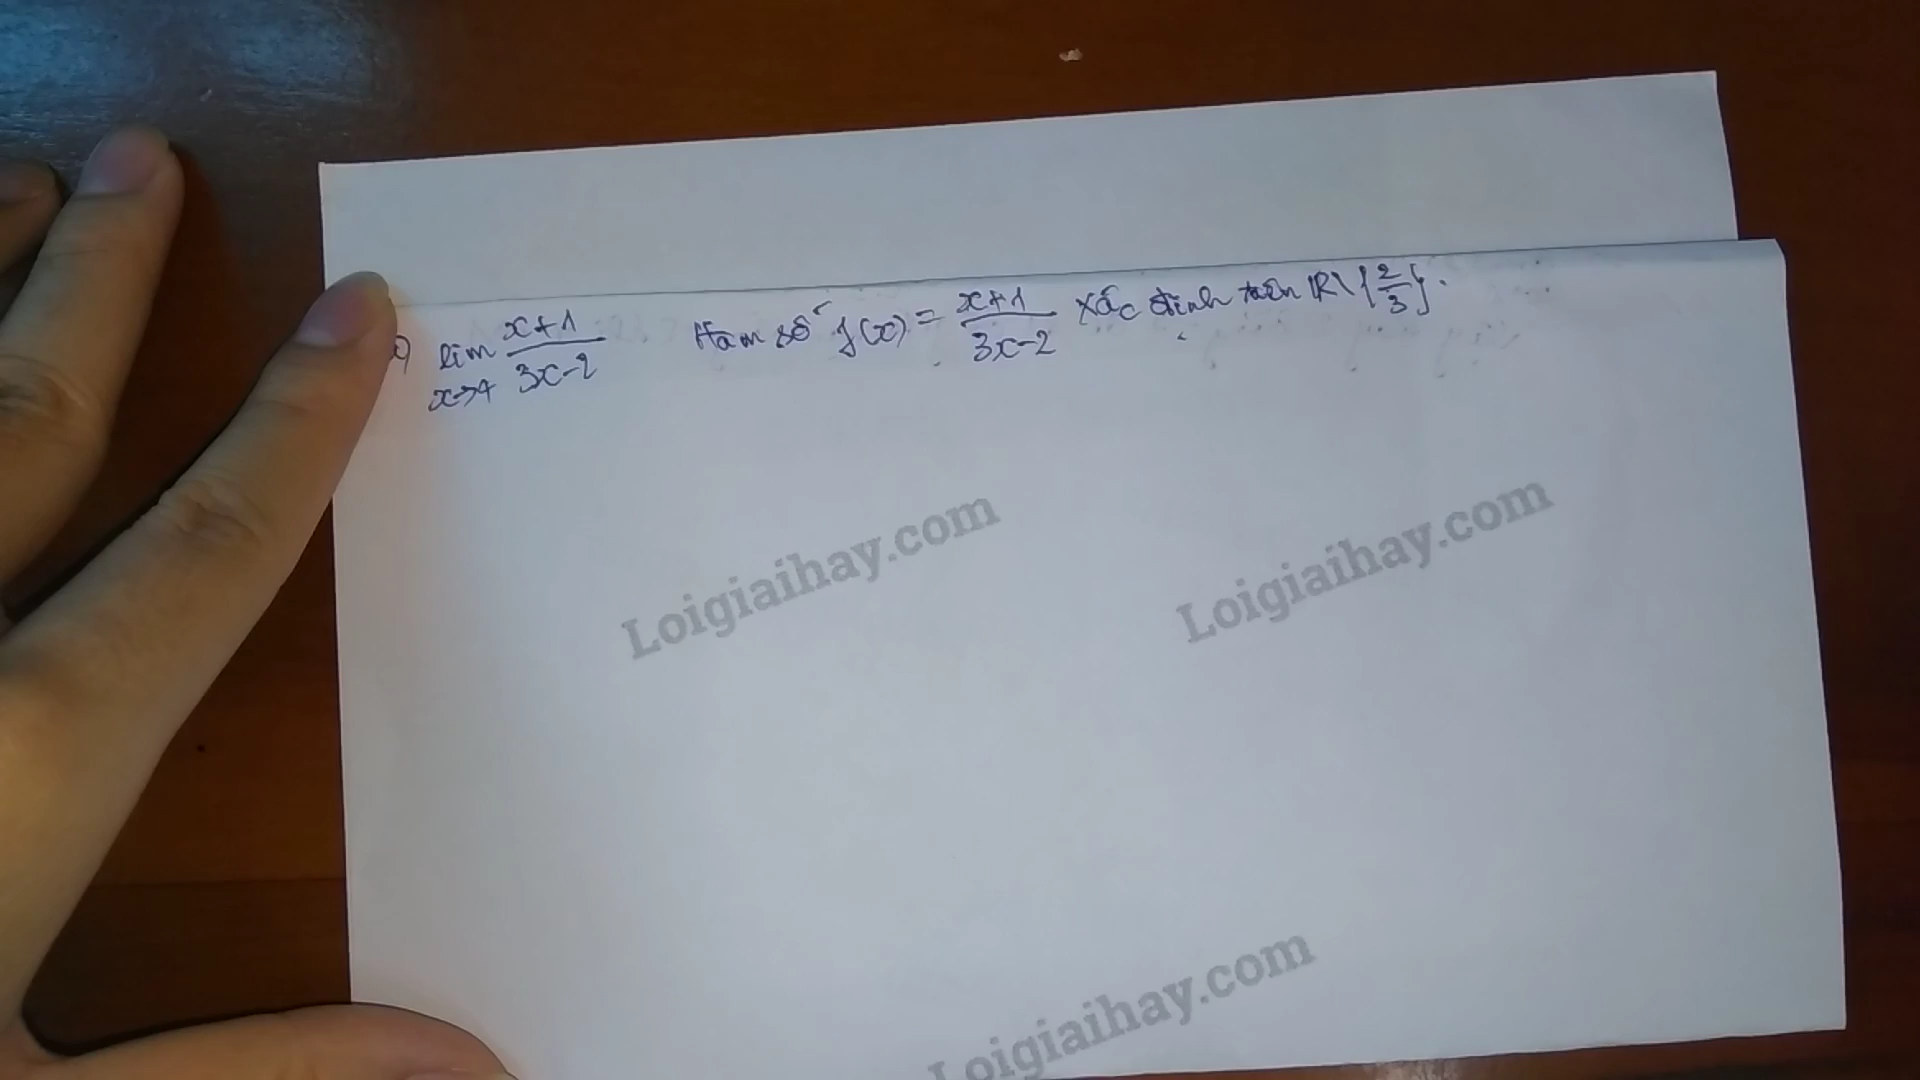 a) lim x→4 (x+1)/(3x-2) Hàm số f(x) = (x+1)/(3x-2) xác định trên ℝ\{2/3}.
Loigiaihay.com
Loigiaihay.com
Loigiaihay.com